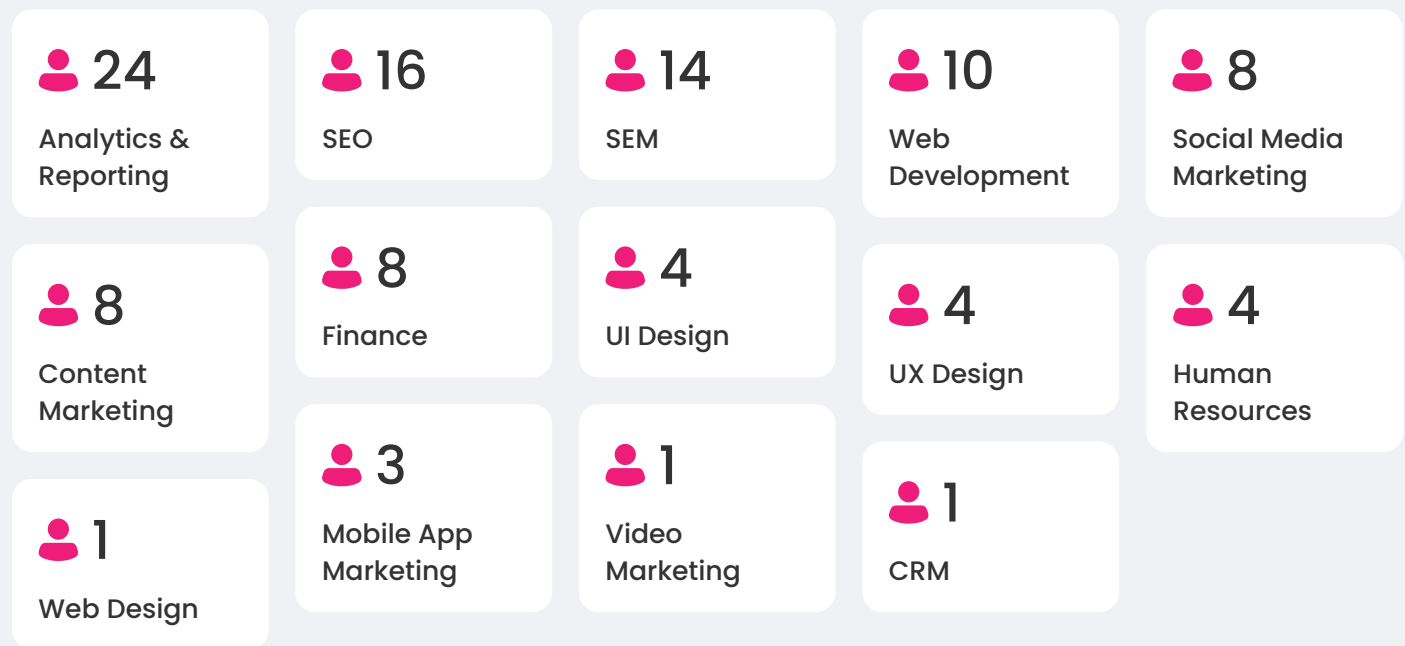 24
Analytics &
Reporting
16
SEO
14
SEM
10
Web
Development
8
Social Media
Marketing
8
Content
Marketing
8
Finance
4
UI Design
4
UX Design
4
Human
Resources
1
Web Design
3
Mobile App
Marketing
1
Video
Marketing
1
CRM